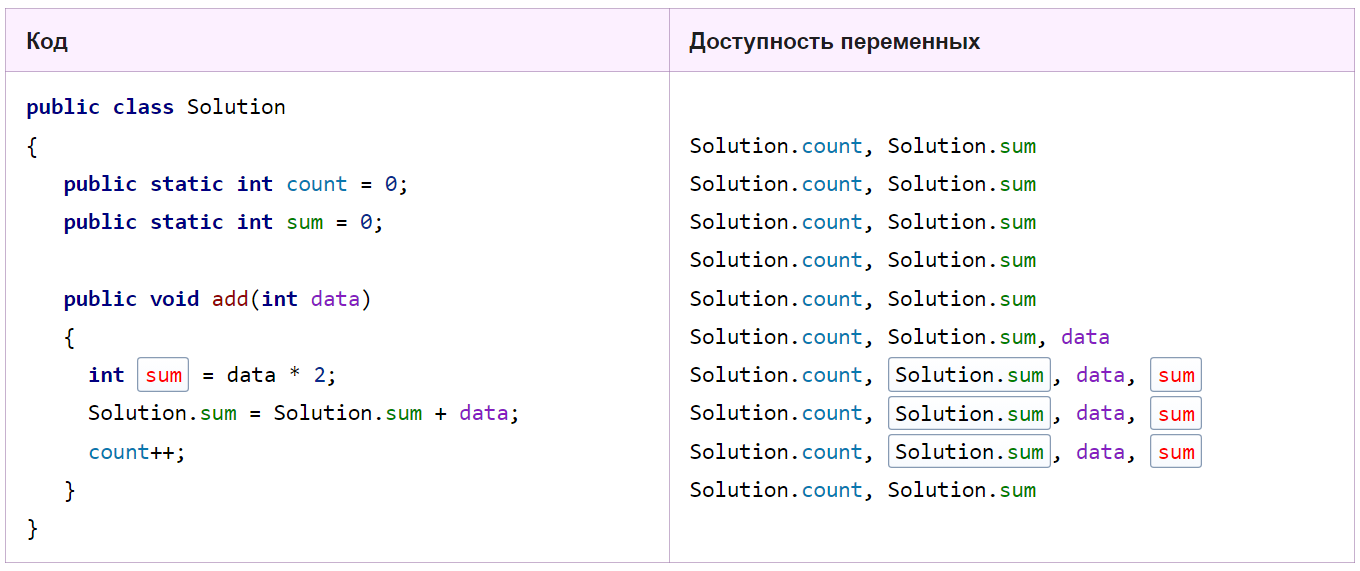 Код
Доступность переменных
public class Solution
{
public static int count = 0;
public static int sum = 0;
public void add(int data)
{
int sum = data * 2;
Solution.sum = Solution.sum + data;
count++;
}
}
Solution.count, Solution.sum
Solution.count, Solution.sum
Solution.count, Solution.sum
Solution.count, Solution.sum
Solution.count, Solution.sum
Solution.count, Solution.sum, data
Solution.count, Solution.sum, data, sum
Solution.count, Solution.sum, data, sum
Solution.count, Solution.sum, data, sum
Solution.count, Solution.sum